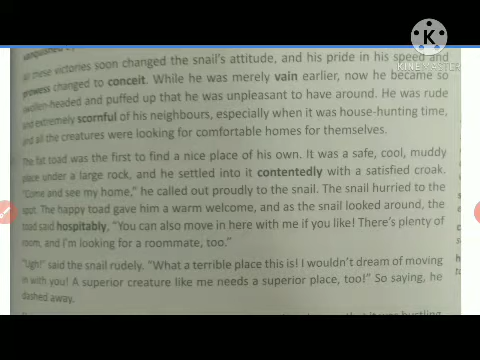 vanquished
so these victories soon changed the snail's attitude, and his pride in his speed and
prowess changed to conceit. While he was merely vain earlier, now he became so
swollen-headed and puffed up that he was unpleasant to have around. He was rude
and extremely scornful of his neighbours, especially when it was house-hunting time,
and all the creatures were looking for comfortable homes for themselves.
The fat toad was the first to find a nice place of his own. It was a safe, cool, muddy
place under a large rock, and he settled into it contentedly with a satisfied croak.
"Come and see my home," he called out proudly to the snail. The snail hurried to the
spot. The happy toad gave him a warm welcome, and as the snail looked around, the
toad said hospitably, "You can also move in here with me if you like! There's plenty of
room, and I'm looking for a roommate, too."
"Ugh!" said the snail rudely. "What a terrible place this is! I wouldn't dream of moving
in with you! A superior creature like me needs a superior place, too!" So saying, he
dashed away.
K
KINEMASTER